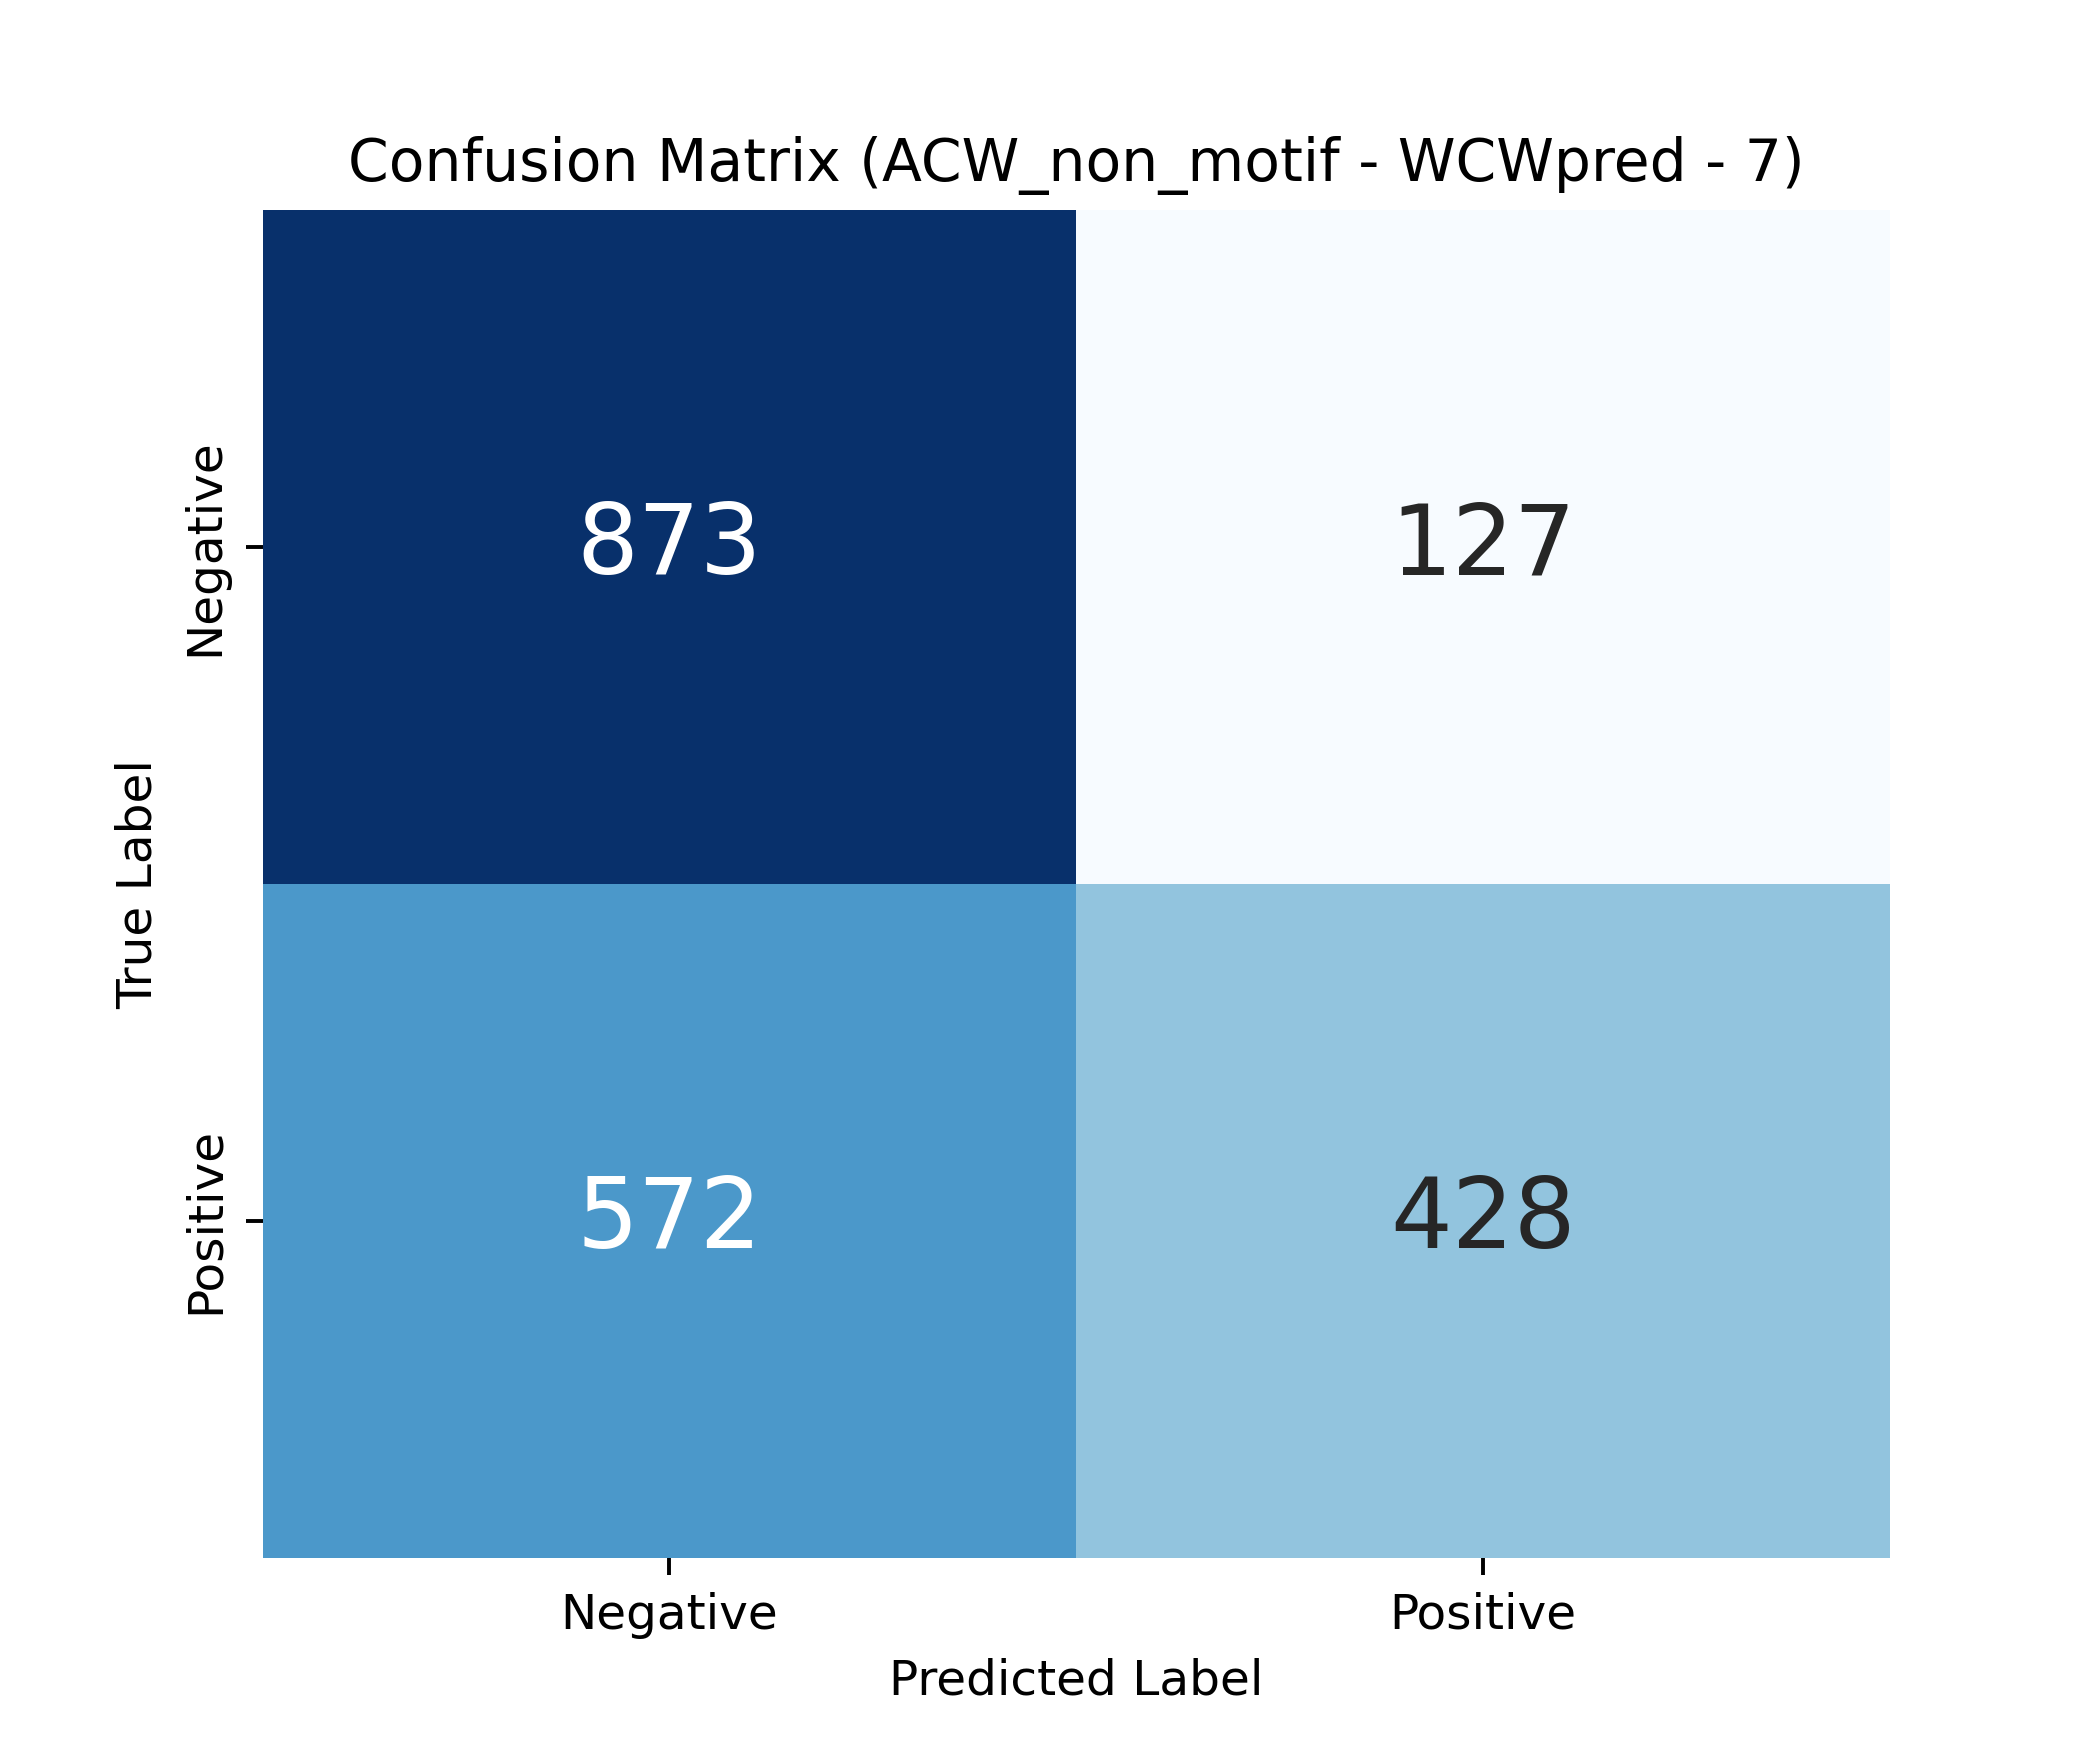 Confusion Matrix (ACW_non_motif - WCWpred - 7)
True Label
Negative
873 127
Positive
572 428
Negative Positive
Predicted Label